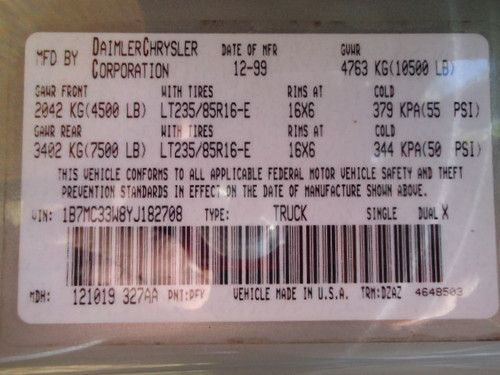 MFD BY DAIMLERCHRYSLER CORPORATION DATE OF MFR 12-99 GVWR 4763 KG(10500 LB)
GAWR FRONT WITH TIRES RIMS AT COLD
2042 KG(4500 LB) LT235/85R16-E 16X6 379 KPA(55 PSI)
GAWR REAR WITH TIRES RIMS AT COLD
3402 KG(7500 LB) LT235/85R16-E 16X6 344 KPA(50 PSI)
THIS VEHICLE CONFORMS TO ALL APPLICABLE FEDERAL MOTOR VEHICLE SAFETY AND THEFT
PREVENTION STANDARDS IN EFFECT ON THE DATE OF MANUFACTURE SHOWN ABOVE.
VIN: 1B7MC33W8YJ182708 TYPE: TRUCK SINGLE DUAL X
MDH: 121019 327AA PNT:PFK VEHICLE MADE IN U.S.A. TRM:DZAZ 4648503